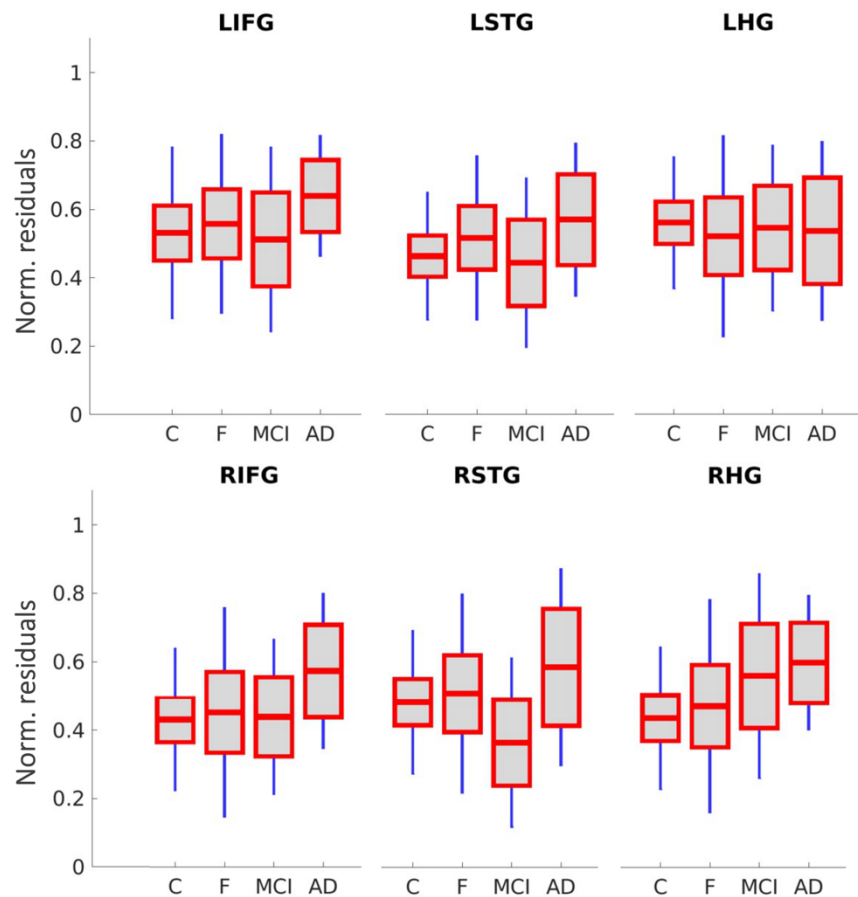 LIFG LSTG LHG
Norm. residuals
1
0.8
0.6
0.4
0.2
0
C F MCI AD C F MCI AD C F MCI AD
RIFG RSTG RHG
Norm. residuals
1
0.8
0.6
0.4
0.2
0
C F MCI AD C F MCI AD C F MCI AD